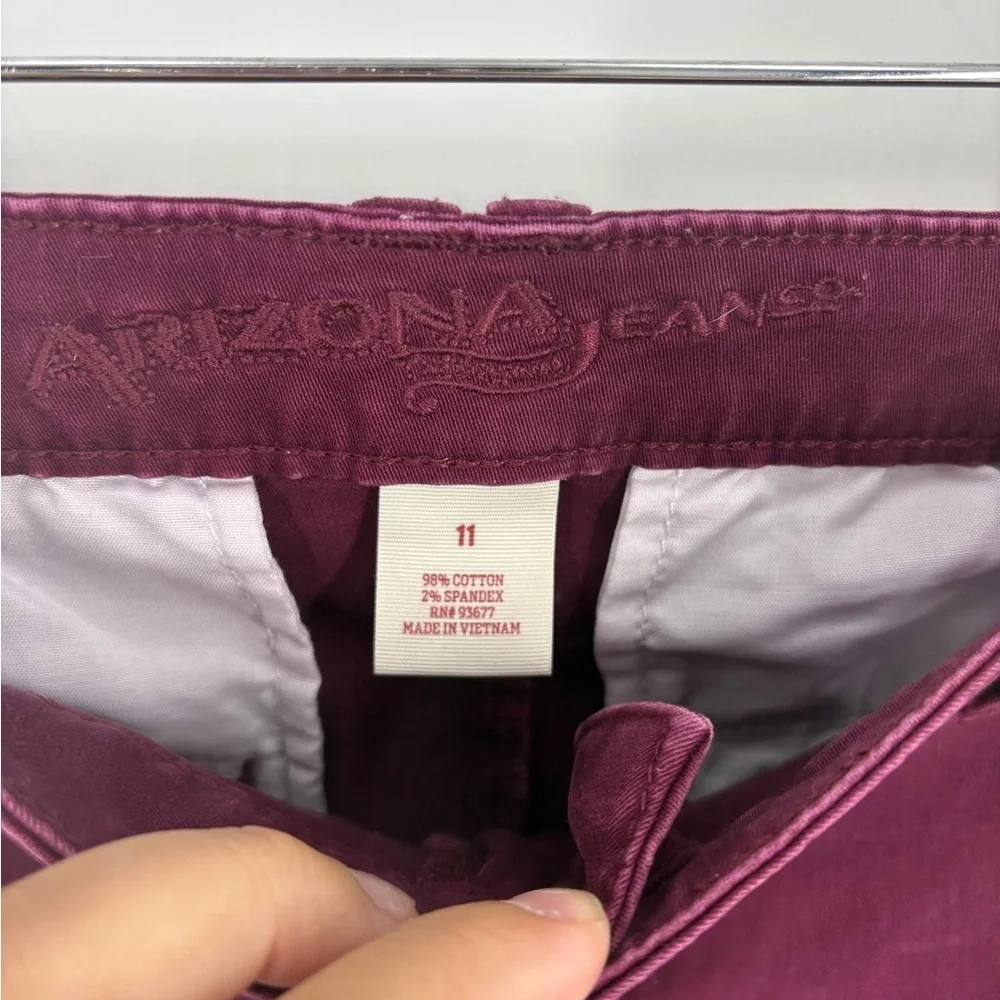 ARIZONA JEAN Co.
11
98% COTTON
2% SPANDEX
RN# 93677
MADE IN VIETNAM